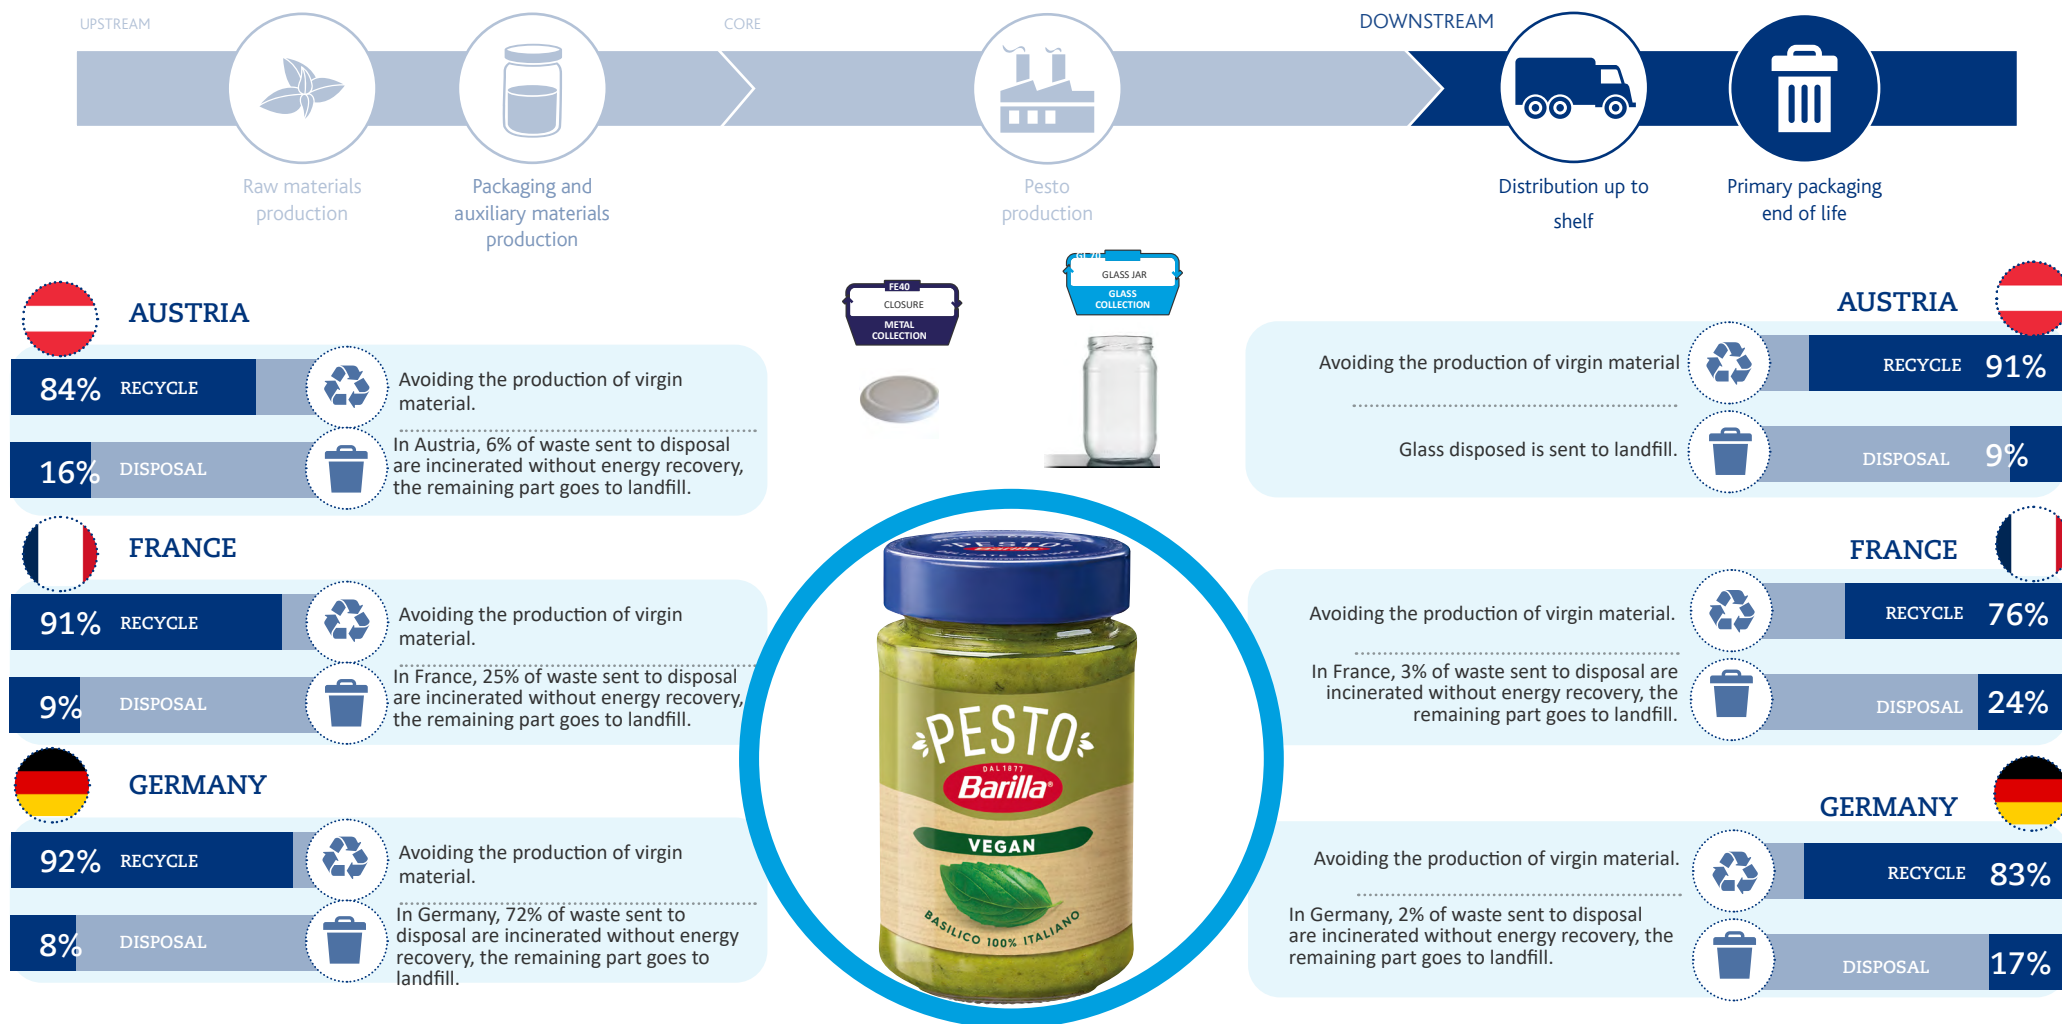 UPSTREAM
CORE
DOWNSTREAM
Raw materials
production
Packaging and
auxiliary materials
production
Pesto
production
Distribution up to
shelf
Primary packaging
end of life
AUSTRIA
84% RECYCLE
Avoiding the production of virgin
material.
16% DISPOSAL
In Austria, 6% of waste sent to disposal
are incinerated without energy recovery,
the remaining part goes to landfill.
FRANCE
91% RECYCLE
Avoiding the production of virgin
material.
9% DISPOSAL
In France, 25% of waste sent to disposal
are incinerated without energy recovery,
the remaining part goes to landfill.
GERMANY
92% RECYCLE
Avoiding the production of virgin
material.
8% DISPOSAL
In Germany, 72% of waste sent to
disposal are incinerated without energy
recovery, the remaining part goes to
landfill.
FE40
CLOSURE
METAL
COLLECTION
GL70
GLASS JAR
GLASS
COLLECTION
PESTO
Barilla
PESTO
DAL 1877
Barilla®
VEGAN
BASILICO 100% ITALIANO
AUSTRIA
Avoiding the production of virgin material
RECYCLE 91%
Glass disposed is sent to landfill.
DISPOSAL 9%
FRANCE
Avoiding the production of virgin material.
RECYCLE 76%
In France, 3% of waste sent to disposal are
incinerated without energy recovery, the
remaining part goes to landfill.
DISPOSAL 24%
GERMANY
Avoiding the production of virgin material.
RECYCLE 83%
In Germany, 2% of waste sent to disposal
are incinerated without energy recovery, the
remaining part goes to landfill.
DISPOSAL 17%